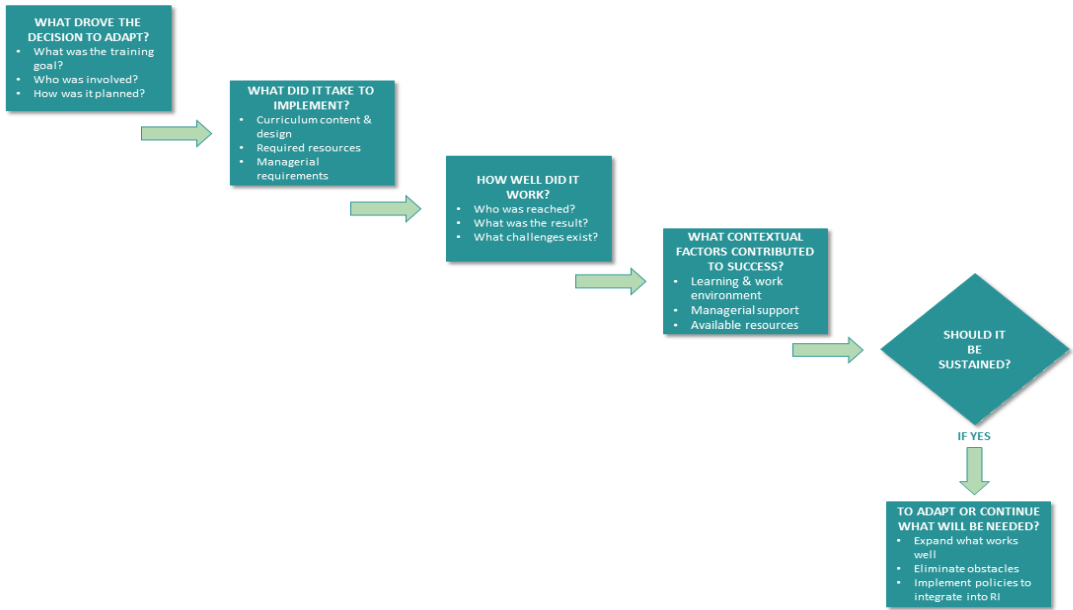 WHAT DROVE THE
DECISION TO ADAPT?
• What was the training
goal?
• Who was involved?
• How was it planned?
WHAT DID IT TAKE TO
IMPLEMENT?
• Curriculum content &
design
• Required resources
• Managerial
requirements
HOW WELL DID IT
WORK?
• Who was reached?
• What was the result?
• What challenges exist?
WHAT CONTEXTUAL
FACTORS CONTRIBUTED
TO SUCCESS?
• Learning & work
environment
• Managerial support
• Available resources
SHOULD IT
BE
SUSTAINED?
IF YES
TO ADAPT OR CONTINUE
WHAT WILL BE NEEDED?
• Expand what works
well
• Eliminate obstacles
• Implement policies to
integrate into RI